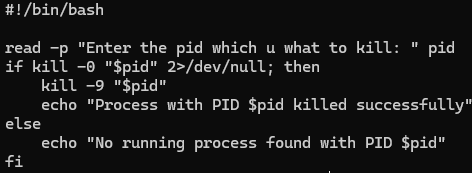 #!/bin/bash
read -p "Enter the pid which u what to kill: " pid
if kill -0 "$pid" 2>/dev/null; then
    kill -9 "$pid"
    echo "Process with PID $pid killed successfully"
else
    echo "No running process found with PID $pid"
fi